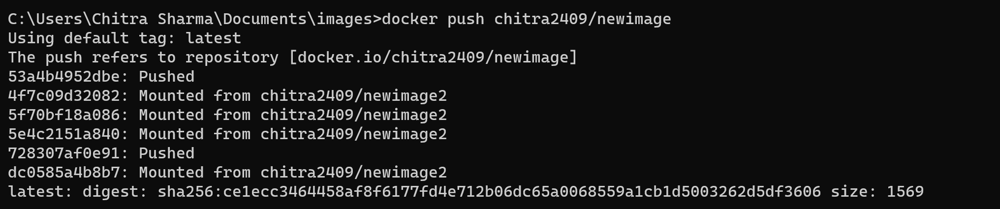 C:\Users\Chitra Sharma\Documents\images>docker push chitra2409/newimage
Using default tag: latest
The push refers to repository [docker.io/chitra2409/newimage]
53a4b4952dbe: Pushed
4f7c09d32082: Mounted from chitra2409/newimage2
5f70bf18a086: Mounted from chitra2409/newimage2
5e4c2151a840: Mounted from chitra2409/newimage2
728307af0e91: Pushed
dc0585a4b8b7: Mounted from chitra2409/newimage2
latest: digest: sha256:ce1ecc3464458af8f6177fd4e712b06dc65a0068559a1cb1d5003262d5df3606 size: 1569